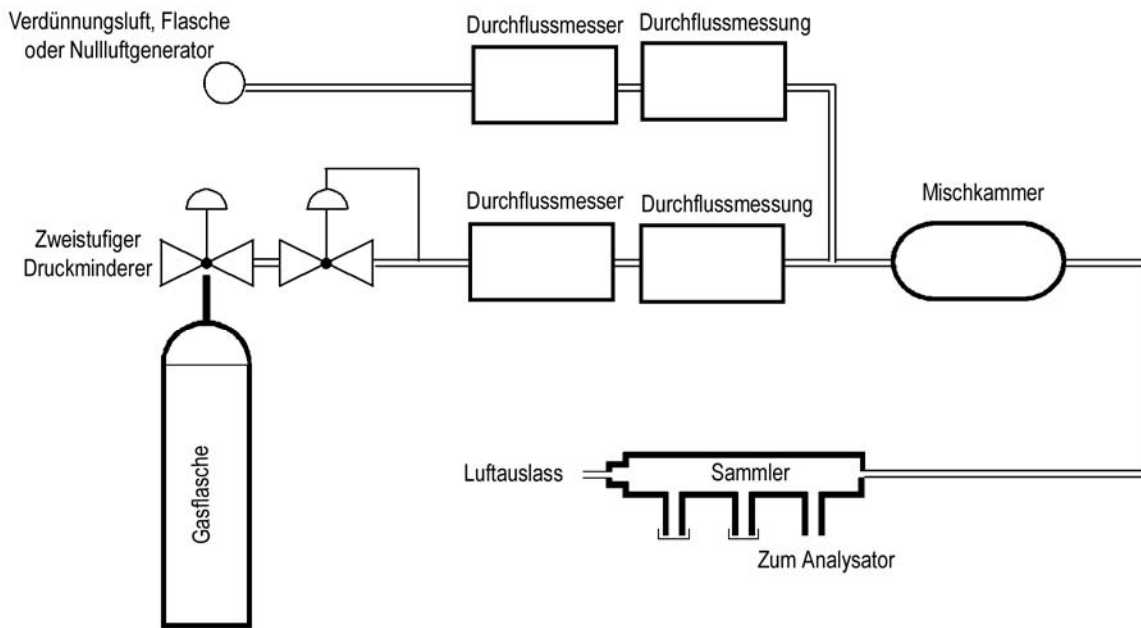 Verdünnungsluft, Flasche
oder Nullluftgenerator
Durchflussmesser
Durchflussmessung
Durchflussmesser
Durchflussmessung
Mischkammer
Zweistufiger
Druckminderer
Gasflasche
Luftauslass
Sammler
Zum Analysator